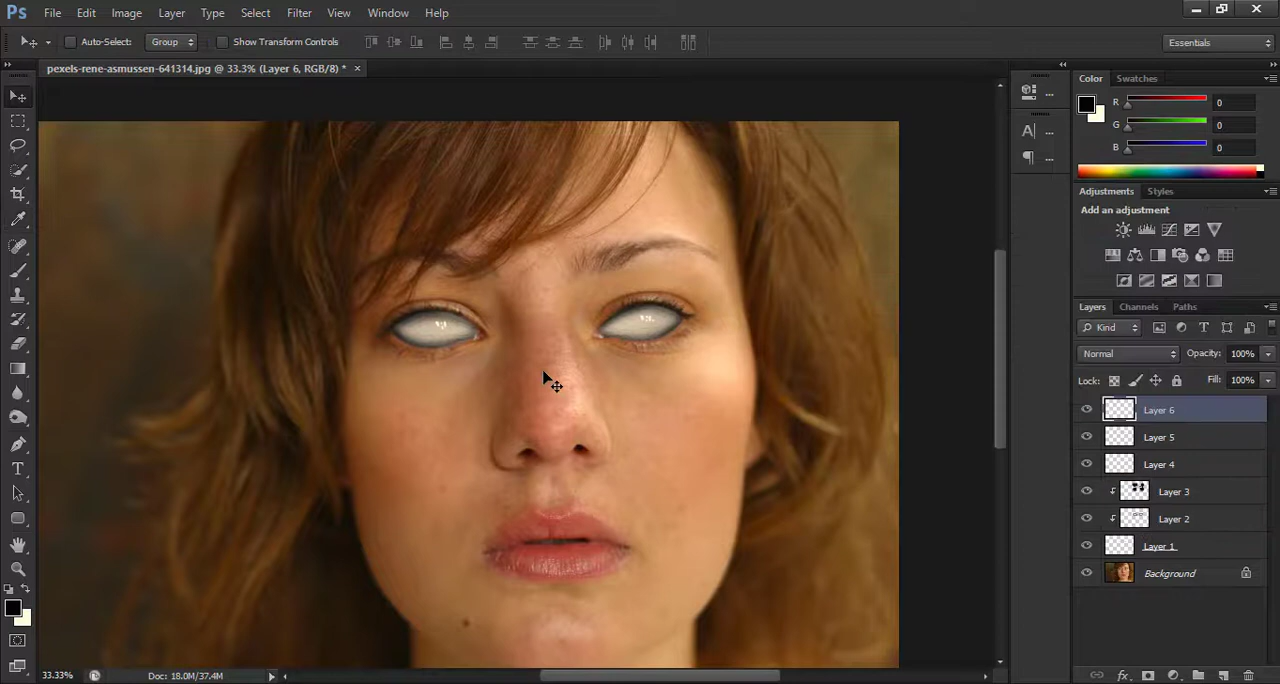 Ps File Edit Image Layer Type Select Filter View Window Help
Auto-Select: Group Show Transform Controls Essentials
pexels-rene-asmussen-641314.jpg @ 33.3% (Layer 6, RGB/8) * ×
Color Swatches
R 0
G 0
B 0
Adjustments Styles
Add an adjustment
Layers Channels Paths
Kind
Normal Opacity: 100%
Lock: Fill: 100%
Layer 6
Layer 5
Layer 4
Layer 3
Layer 2
Layer 1
Background
33.33% Doc: 18.0M/37.4M